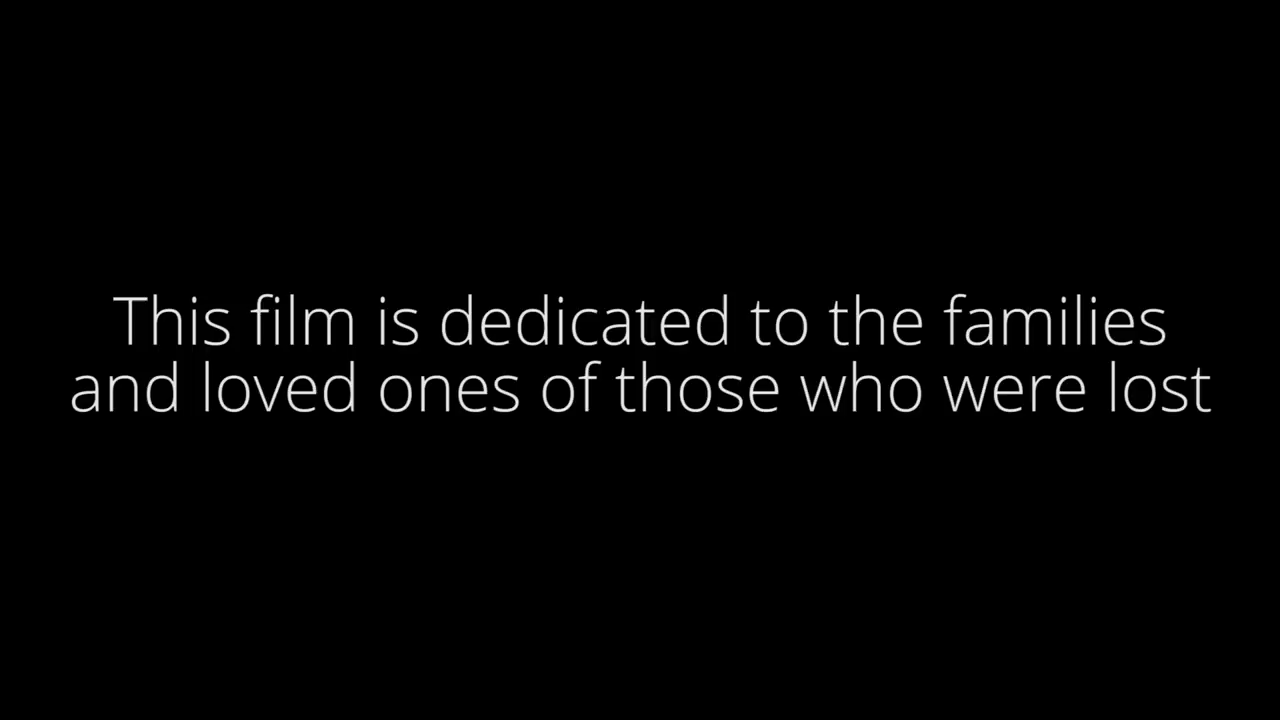 This film is dedicated to the families
and loved ones of those who were lost